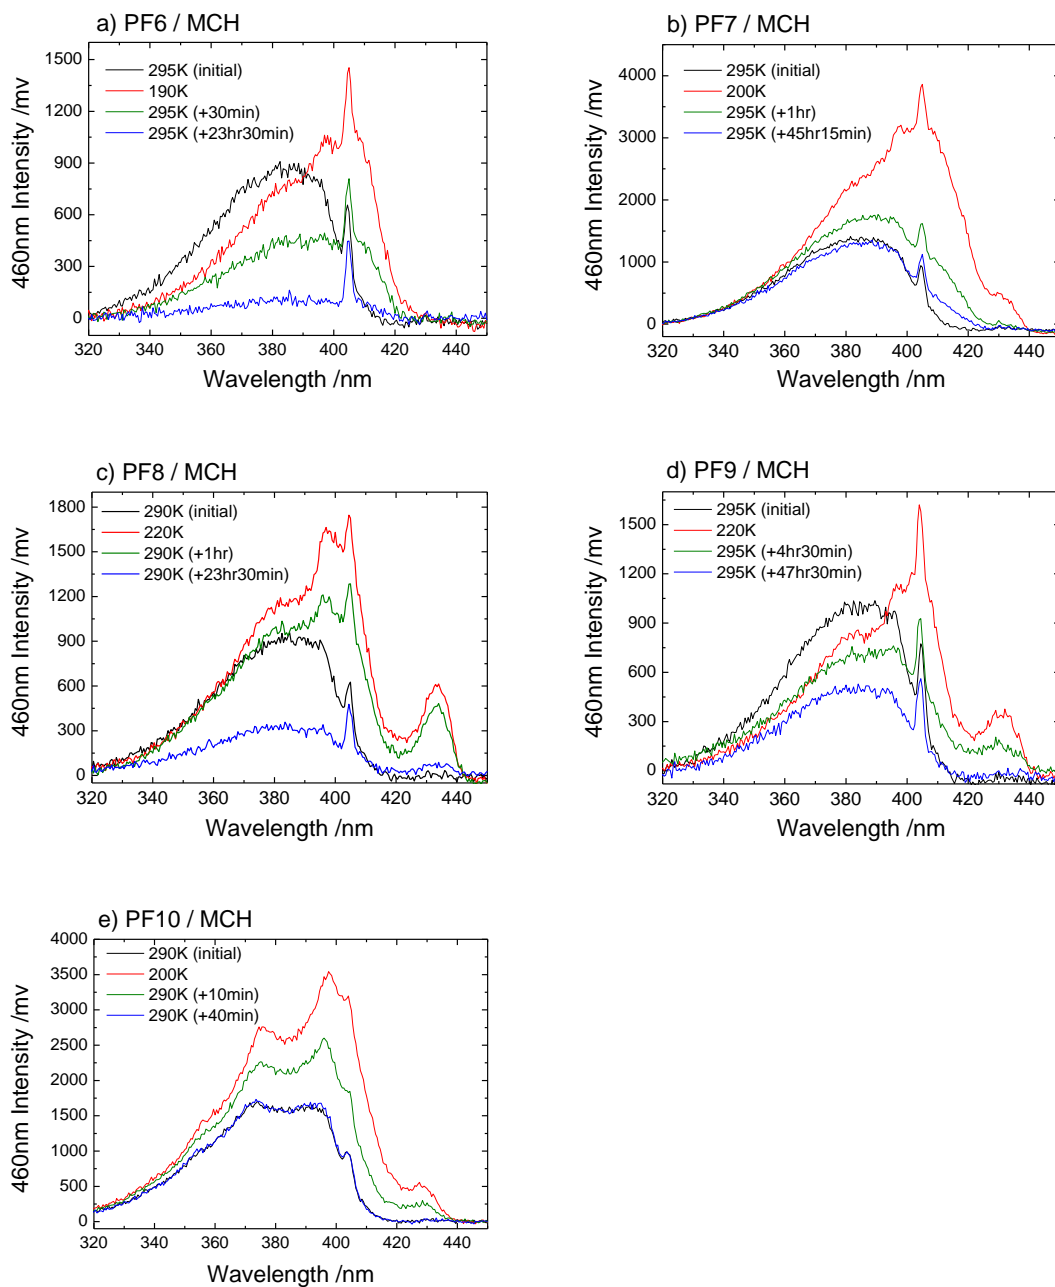 a) PF6 / MCH
460nm Intensity /mv
1500
1200
900
600
300
0
295K (initial)
190K
295K (+30min)
295K (+23hr30min)
320 340 360 380 400 420 440
Wavelength /nm
b) PF7 / MCH
460nm Intensity /mv
4000
3000
2000
1000
0
295K (initial)
200K
295K (+1hr)
295K (+45hr15min)
320 340 360 380 400 420 440
Wavelength /nm
c) PF8 / MCH
460nm Intensity /mv
1800
1500
1200
900
600
300
0
290K (initial)
220K
290K (+1hr)
290K (+23hr30min)
320 340 360 380 400 420 440
Wavelength /nm
d) PF9 / MCH
460nm Intensity /mv
1500
1200
900
600
300
0
295K (initial)
220K
295K (+4hr30min)
295K (+47hr30min)
320 340 360 380 400 420 440
Wavelength /nm
e) PF10 / MCH
460nm Intensity /mv
4000
3500
3000
2500
2000
1500
1000
500
0
290K (initial)
200K
290K (+10min)
290K (+40min)
320 340 360 380 400 420 440
Wavelength /nm